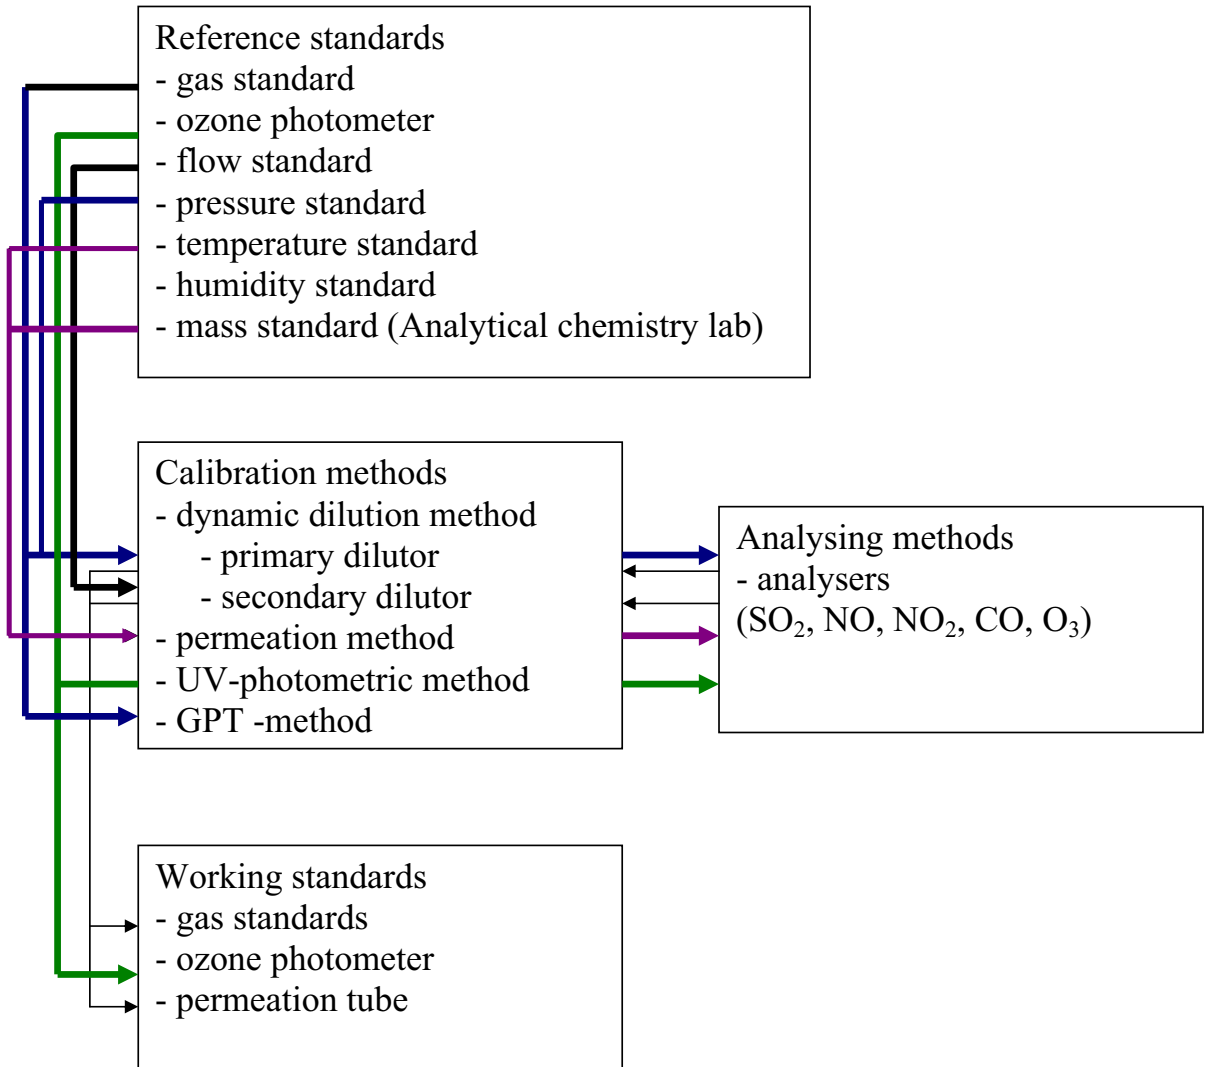 Reference standards
- gas standard
- ozone photometer
- flow standard
- pressure standard
- temperature standard
- humidity standard
- mass standard (Analytical chemistry lab)
Calibration methods
- dynamic dilution method
- primary dilutor
- secondary dilutor
- permeation method
- UV-photometric method
- GPT -method
Analysing methods
- analysers
(SO₂, NO, NO₂, CO, O₃)
Working standards
- gas standards
- ozone photometer
- permeation tube